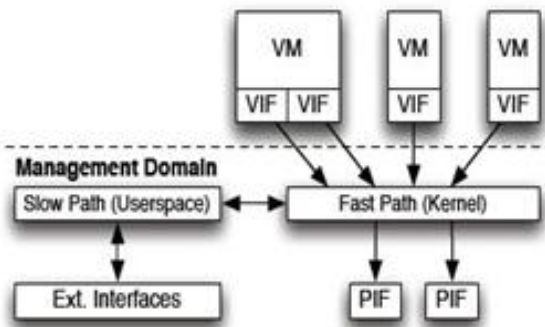 VM VM VM
VIF VIF VIF VIF
Management Domain
Slow Path (Userspace) Fast Path (Kernel)
Ext. Interfaces PIF PIF